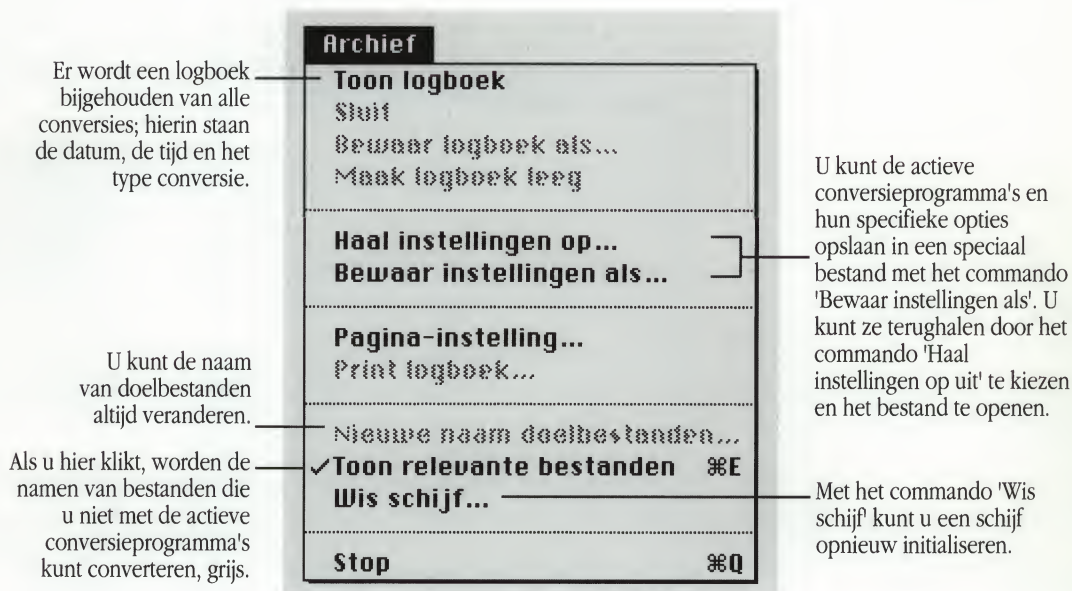 Archief
Toon logboek
Sluit
Bewaar logboek als...
Maak logboek leeg
Haal instellingen op...
Bewaar instellingen als...
Pagina-instelling...
Print logboek...
Nieuwe naam doelbestanden...
✓Toon relevante bestanden ⌘E
Wis schijf...
Stop ⌘Q
Er wordt een logboek
bijgehouden van alle
conversies; hierin staan
de datum, de tijd en het
type conversie.
U kunt de naam
van doelbestanden
altijd veranderen.
Als u hier klikt, worden de
namen van bestanden die
u niet met de actieve
conversieprogramma's
kunt converteren, grijs.
U kunt de actieve
conversieprogramma's en
hun specifieke opties
opslaan in een speciaal
bestand met het commando
'Bewaar instellingen als'. U
kunt ze terughalen door het
commando 'Haal
instellingen op uit' te kiezen
en het bestand te openen.
Met het commando 'Wis
schijf' kunt u een schijf
opnieuw initialiseren.